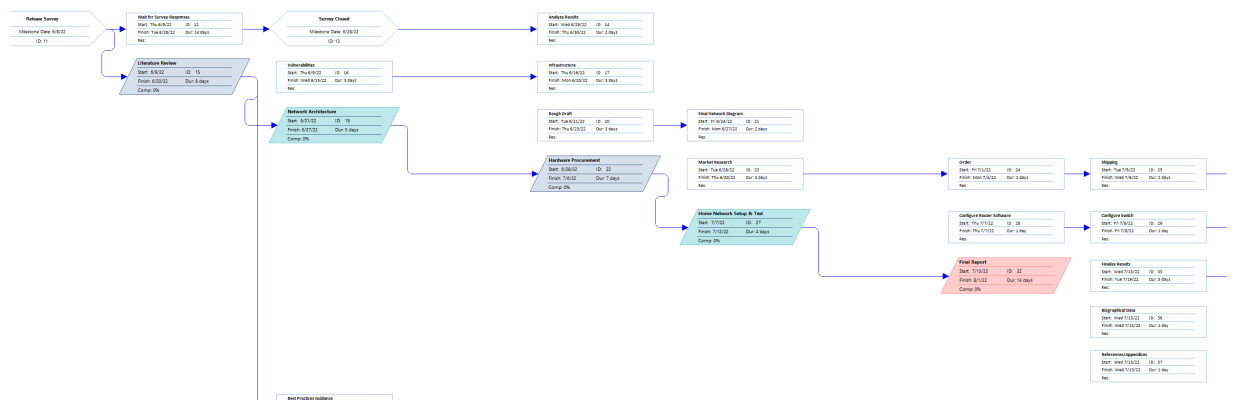 Release Survey
Milestone Date: 6/8/22
ID: 11
Wait for Survey Responses
Start: Thu 6/9/22 ID: 12
Finish: Tue 6/28/22 Dur: 14 days
Res:
Survey Closed
Milestone Date: 6/28/22
ID: 13
Analyze Results
Start: Wed 6/29/22 ID: 14
Finish: Thu 6/30/22 Dur: 2 days
Res:
Literature Review
Start: 6/9/22 ID: 15
Finish: 6/20/22 Dur: 8 days
Comp: 0%
Vulnerabilities
Start: Thu 6/9/22 ID: 16
Finish: Wed 6/15/22 Dur: 5 days
Res:
Infrastructure
Start: Thu 6/16/22 ID: 17
Finish: Mon 6/20/22 Dur: 3 days
Res:
Network Architecture
Start: 6/21/22 ID: 19
Finish: 6/27/22 Dur: 5 days
Comp: 0%
Rough Draft
Start: Tue 6/21/22 ID: 20
Finish: Thu 6/23/22 Dur: 3 days
Res:
Final Network Diagram
Start: Fri 6/24/22 ID: 21
Finish: Mon 6/27/22 Dur: 2 days
Res:
Hardware Procurement
Start: 6/28/22 ID: 22
Finish: 7/6/22 Dur: 7 days
Comp: 0%
Market Research
Start: Tue 6/28/22 ID: 23
Finish: Thu 6/30/22 Dur: 3 days
Res:
Order
Start: Fri 7/1/22 ID: 24
Finish: Mon 7/4/22 Dur: 2 days
Res:
Shipping
Start: Tue 7/5/22 ID: 25
Finish: Wed 7/6/22 Dur: 2 days
Res:
Home Network Setup & Test
Start: 7/7/22 ID: 27
Finish: 7/12/22 Dur: 4 days
Comp: 0%
Configure Router Software
Start: Thu 7/7/22 ID: 28
Finish: Thu 7/7/22 Dur: 1 day
Res:
Configure Switch
Start: Fri 7/8/22 ID: 29
Finish: Fri 7/8/22 Dur: 1 day
Res:
Final Report
Start: 7/13/22 ID: 32
Finish: 8/1/22 Dur: 14 days
Comp: 0%
Finalize Results
Start: Wed 7/13/22 ID: 33
Finish: Tue 7/19/22 Dur: 5 days
Res:
Biographical Data
Start: Wed 7/13/22 ID: 36
Finish: Wed 7/13/22 Dur: 1 day
Res:
References/Appendices
Start: Wed 7/13/22 ID: 37
Finish: Wed 7/13/22 Dur: 1 day
Res:
Best Practices Guidance